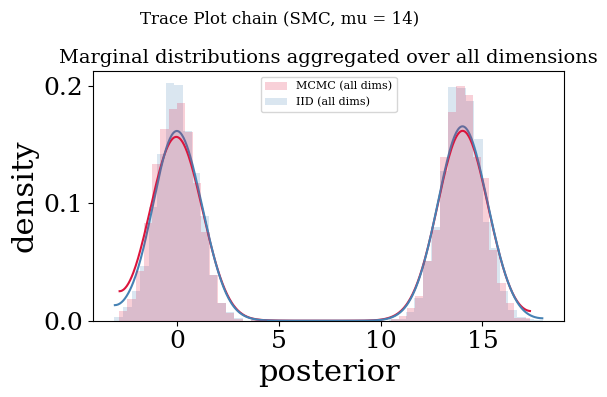 Trace Plot chain (SMC, mu = 14)
Marginal distributions aggregated over all dimensions
MCMC (all dims)
IID (all dims)
density
0.2
0.1
0.0
0
5
10
15
posterior